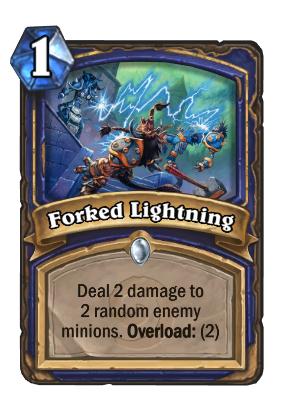 1
Forked Lightning
Deal 2 damage to
2 random enemy
minions. Overload: (2)